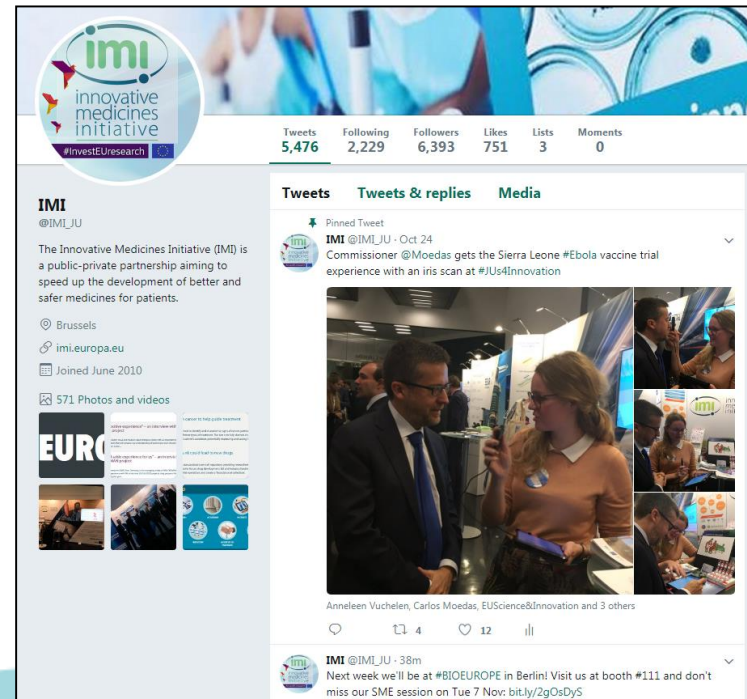 imi
innovative
medicines
initiative
#InvestEUresearch
Tweets Following Followers Likes Lists Moments
5,476 2,229 6,393 751 3 0
IMI
@IMI_JU
The Innovative Medicines Initiative (IMI) is
a public-private partnership aiming to
speed up the development of better and
safer medicines for patients.
Brussels
imi.europa.eu
Joined June 2010
571 Photos and videos
EURO
Tweets Tweets & replies Media
Pinned Tweet
IMI @IMI_JU · Oct 24
Commissioner @Moedas gets the Sierra Leone #Ebola vaccine trial
experience with an iris scan at #JUs4Innovation
imi
Anneleen Vuchelen, Carlos Moedas, EUScience&Innovation and 3 others
4 12
IMI @IMI_JU · 38m
Next week we'll be at #BIOEUROPE in Berlin! Visit us at booth #111 and don't
miss our SME session on Tue 7 Nov: bit.ly/2gOsDyS